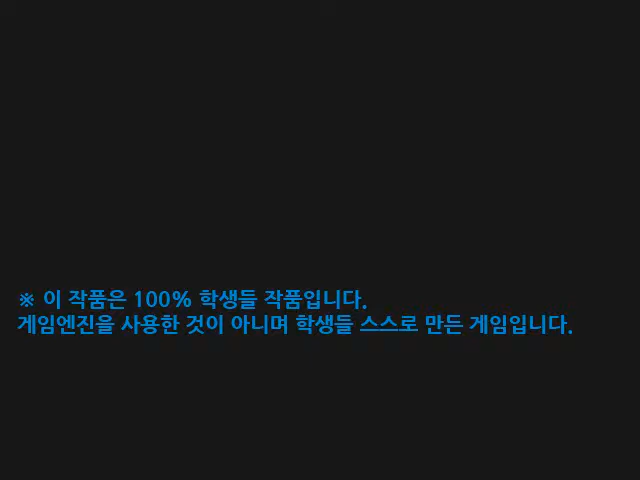 ※ 이 작품은 100% 학생들 작품입니다.
게임엔진을 사용한 것이 아니며 학생들 스스로 만든 게임입니다.